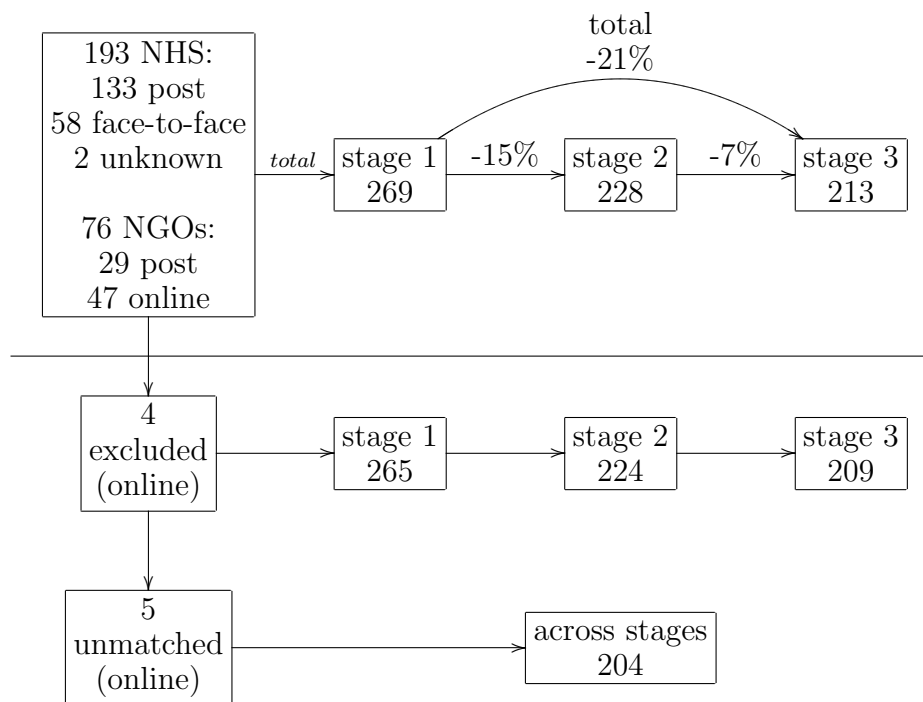 193 NHS:
133 post
58 face-to-face
2 unknown
76 NGOs:
29 post
47 online
total
total
-21%
stage 1
269
-15%
stage 2
228
-7%
stage 3
213
4
excluded
(online)
stage 1
265
stage 2
224
stage 3
209
5
unmatched
(online)
across stages
204